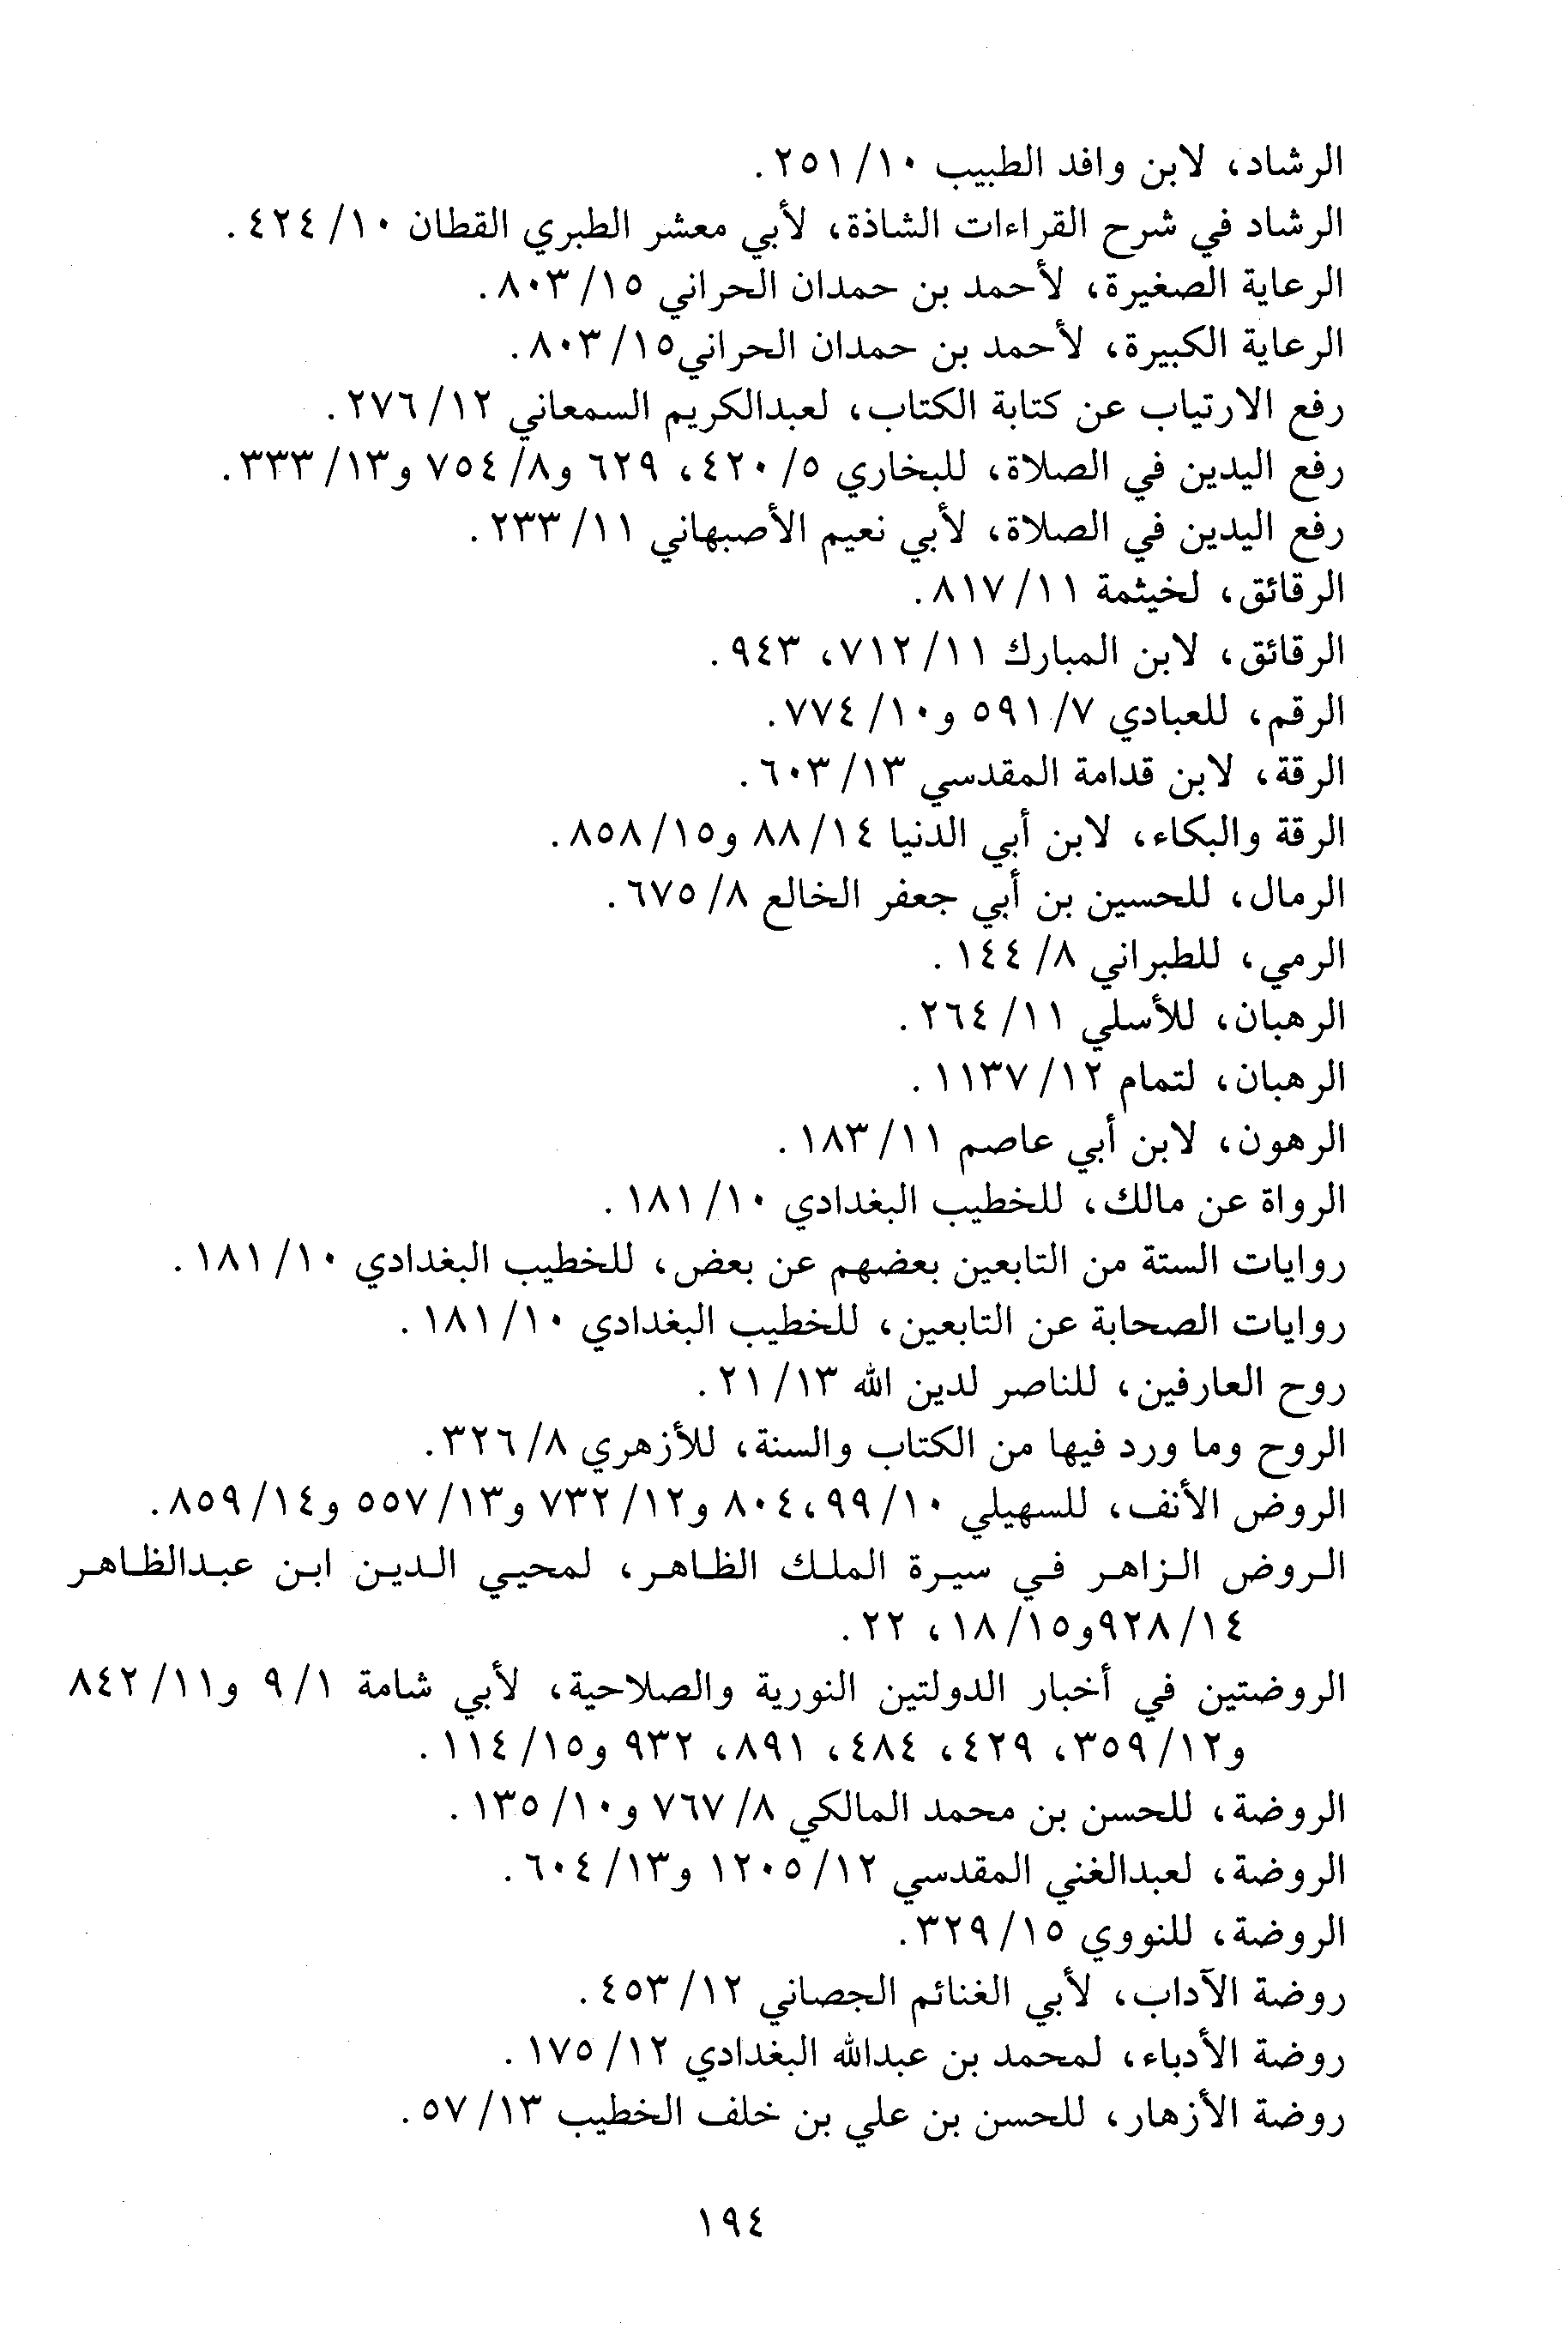 الرشاد، لابن وافد الطبيب ١٠/ ٢٥١.
الرشاد في شرح القراءات الشاذة، لأبي معشر الطبري القطان ١٠/ ٤٢٤.
الرعاية الصغيرة، لأحمد بن حمدان الحراني ١٥/ ٨٠٣.
الرعاية الكبيرة، لأحمد بن حمدان الحراني١٥/ ٨٠٣.
رفع الارتياب عن كتابة الكتاب، لعبدالكريم السمعاني ١٢/ ٢٧٦.
رفع اليدين في الصلاة، للبخاري ٥/ ٤٢٠، ٦٢٩ و٨/ ٧٥٤ و١٣/ ٣٣٣.
رفع اليدين في الصلاة، لأبي نعيم الأصبهاني ١١/ ٢٣٣.
الرقائق، لخيثمة ١١/ ٨١٧.
الرقائق، لابن المبارك ١١/ ٧١٢، ٩٤٣.
الرقم، للعبادي ٧/ ٥٩١ و١٠/ ٧٧٤.
الرقة، لابن قدامة المقدسي ١٣/ ٦٠٣.
الرقة والبكاء، لابن أبي الدنيا ١٤/ ٨٨ و١٥/ ٨٥٨.
الرمال، للحسين بن أبي جعفر الخالع ٨/ ٦٧٥.
الرمي، للطبراني ٨/ ١٤٤.
الرهبان، للأسلي ١١/ ٢٦٤.
الرهبان، لتمام ١٢/ ١١٣٧.
الرهون، لابن أبي عاصم ١١/ ١٨٣.
الرواة عن مالك، للخطيب البغدادي ١٠/ ١٨١.
روايات الستة من التابعين بعضهم عن بعض، للخطيب البغدادي ١٠/ ١٨١.
روايات الصحابة عن التابعين، للخطيب البغدادي ١٠/ ١٨١.
روح العارفين، للناصر لدين الله ١٣/ ٢١.
الروح وما ورد فيها من الكتاب والسنة، للأزهري ٨/ ٣٢٦.
الروض الأنف، للسهيلي ١٠/ ٩٩، ٨٠٤ و١٢/ ٧٣٢ و١٣/ ٥٥٧ و١٤/ ٨٥٩.
الروض الزاهر في سيرة الملك الظاهر، لمحيي الدين ابن عبدالظاهر
١٤/ ٩٢٨و١٥/ ١٨، ٢٢.
الروضتين في أخبار الدولتين النورية والصلاحية، لأبي شامة ١/ ٩ و١١/ ٨٤٢
و١٢/ ٣٥٩، ٤٢٩، ٤٨٤، ٨٩١، ٩٣٢ و١٥/ ١١٤.
الروضة، للحسن بن محمد المالكي ٨/ ٧٦٧ و١٠/ ١٣٥.
الروضة، لعبدالغني المقدسي ١٢/ ١٢٠٥ و١٣/ ٦٠٤.
الروضة، للنووي ١٥/ ٣٢٩.
روضة الآداب، لأبي الغنائم الجصاني ١٢/ ٤٥٣.
روضة الأدباء، لمحمد بن عبدالله البغدادي ١٢/ ١٧٥.
روضة الأزهار، للحسن بن علي بن خلف الخطيب ١٣/ ٥٧.
١٩٤